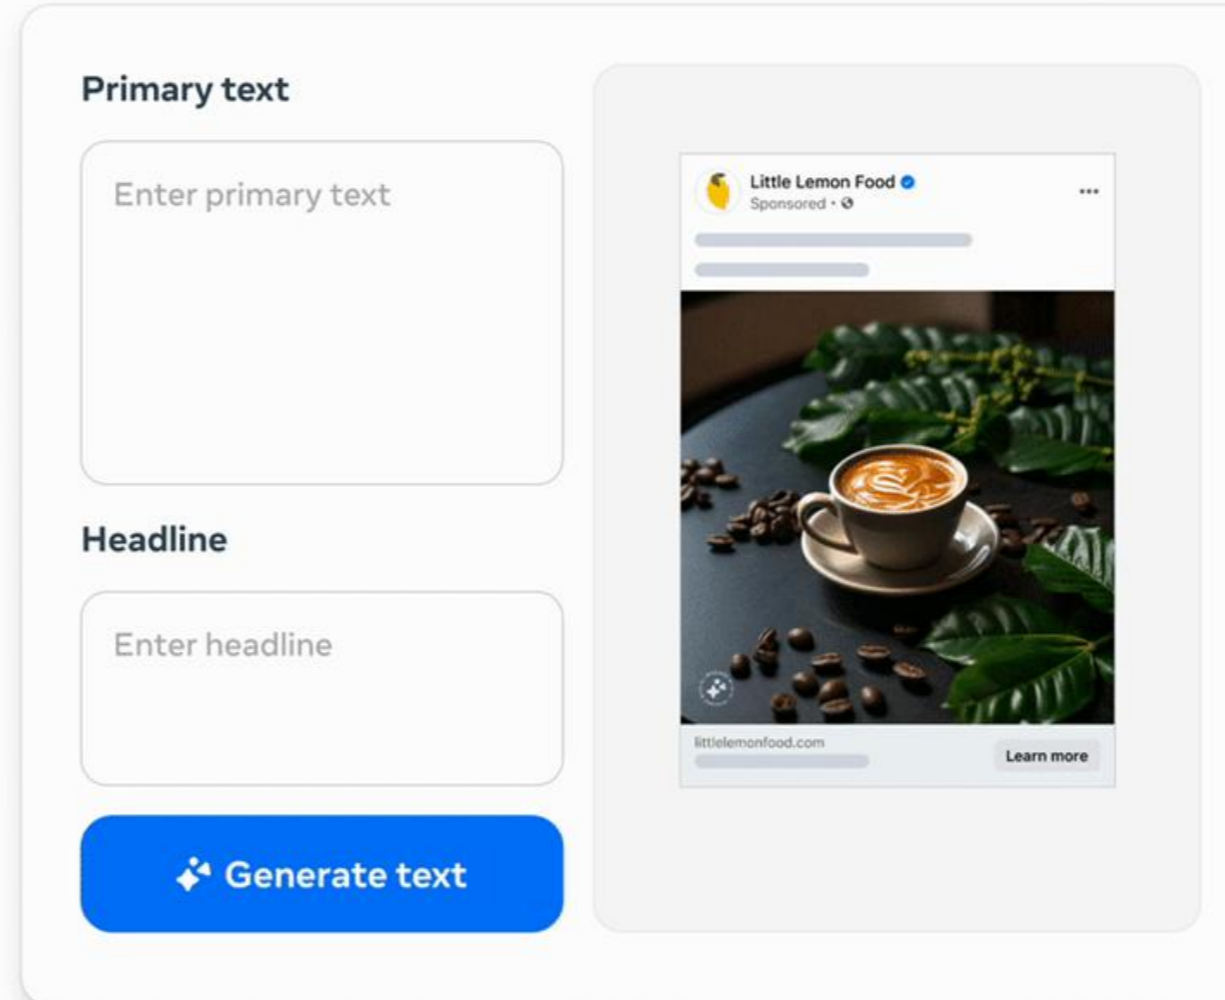 Primary text
Enter primary text
Headline
Enter headline
Generate text
Little Lemon Food
Sponsored •
littlelemonfood.com
Learn more